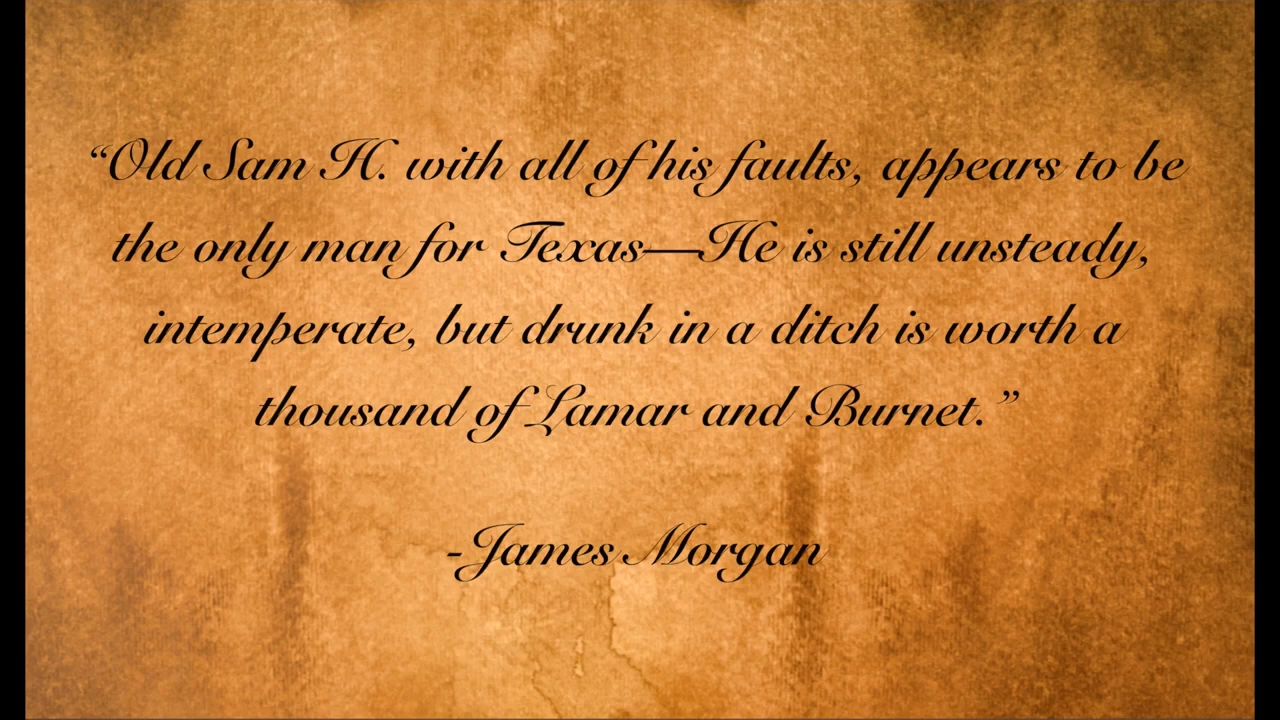 “Old Sam H. with all of his faults, appears to be
the only man for Texas—He is still unsteady,
intemperate, but drunk in a ditch is worth a
thousand of Lamar and Burnet.”
-James Morgan